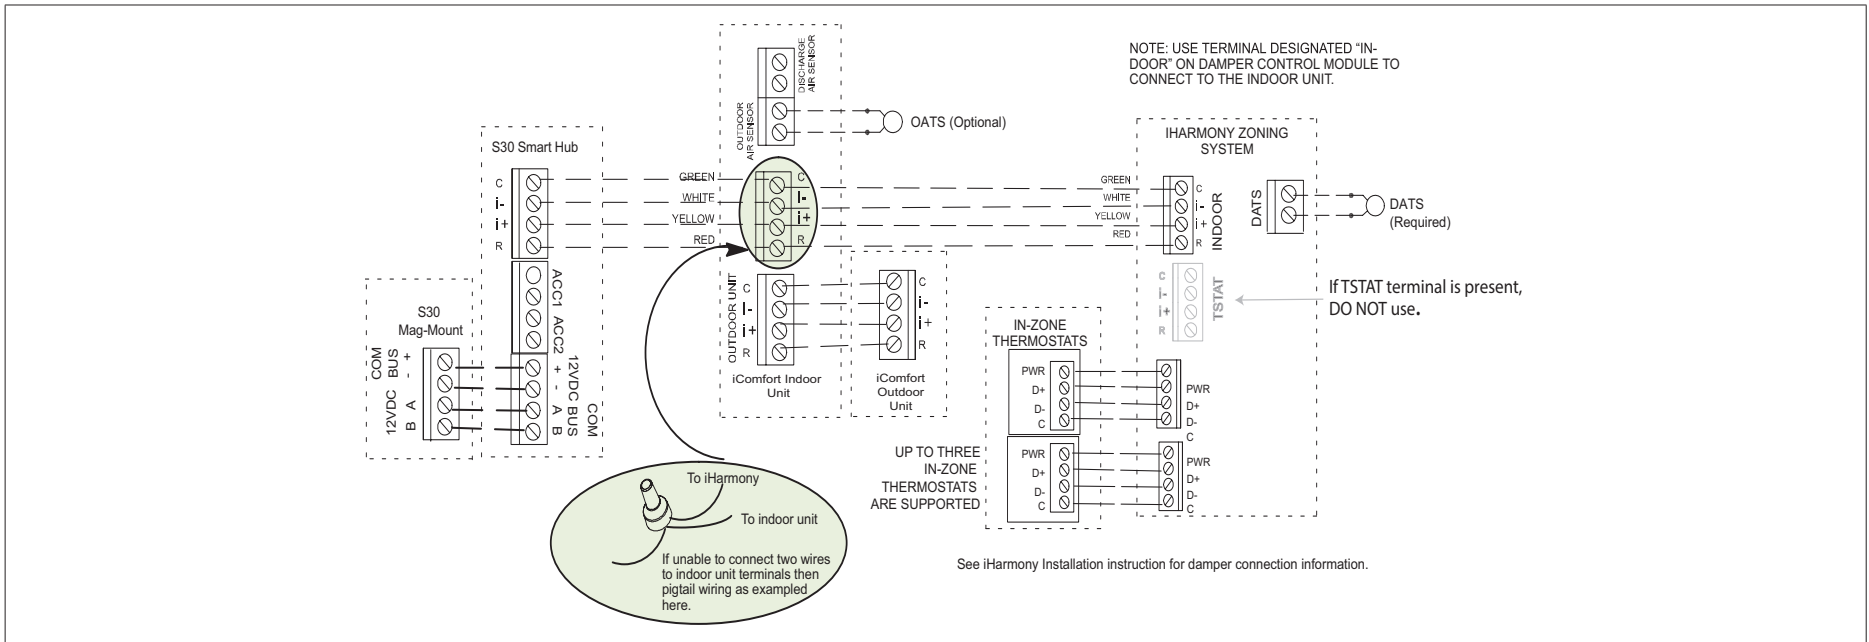 NOTE: USE TERMINAL DESIGNATED “IN-
DOOR” ON DAMPER CONTROL MODULE TO
CONNECT TO THE INDOOR UNIT.
DISCHARGE
AIR SENSOR
OUTDOOR
AIR SENSOR
OATS (Optional)
S30 Smart Hub
C
i-
i+
R
GREEN
WHITE
YELLOW
RED
C
I-
i+
R
IHARMONY ZONING
SYSTEM
GREEN
WHITE
YELLOW
RED
C
i-
i+
R
INDOOR
DATS
DATS
(Required)
C
i-
i+
R
TSTAT
If TSTAT terminal is present,
DO NOT use.
ACC1 ACC2
S30
Mag-Mount
COM
BUS
+
-
12VDC
A
B
+
-
A
B
12VDC BUS
COM
OUTDOOR UNIT
C
I-
i+
R
iComfort Indoor
Unit
C
i-
i+
R
iComfort
Outdoor
Unit
IN-ZONE
THERMOSTATS
PWR
D+
D-
C
PWR
D+
D-
C
PWR
D+
D-
C
PWR
D+
D-
C
UP TO THREE
IN-ZONE
THERMOSTATS
ARE SUPPORTED
To iHarmony
To indoor unit
If unable to connect two wires
to indoor unit terminals then
pigtail wiring as exampled
here.
See iHarmony Installation instruction for damper connection information.